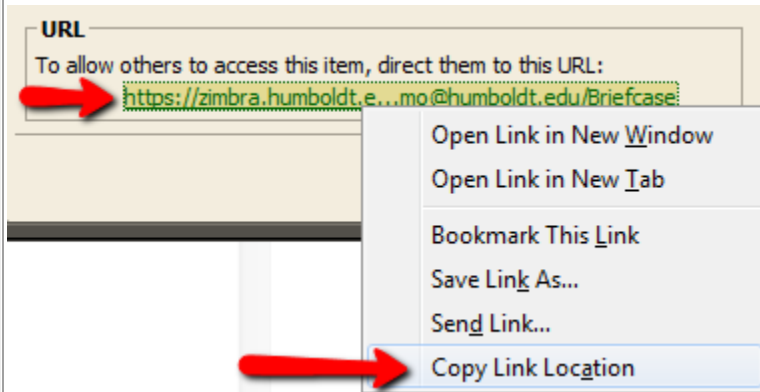 URL
To allow others to access this item, direct them to this URL:
https://zimbra.humboldt.e...mo@humboldt.edu/Briefcase
Open Link in New Window
Open Link in New Tab
Bookmark This Link
Save Link As...
Send Link...
Copy Link Location